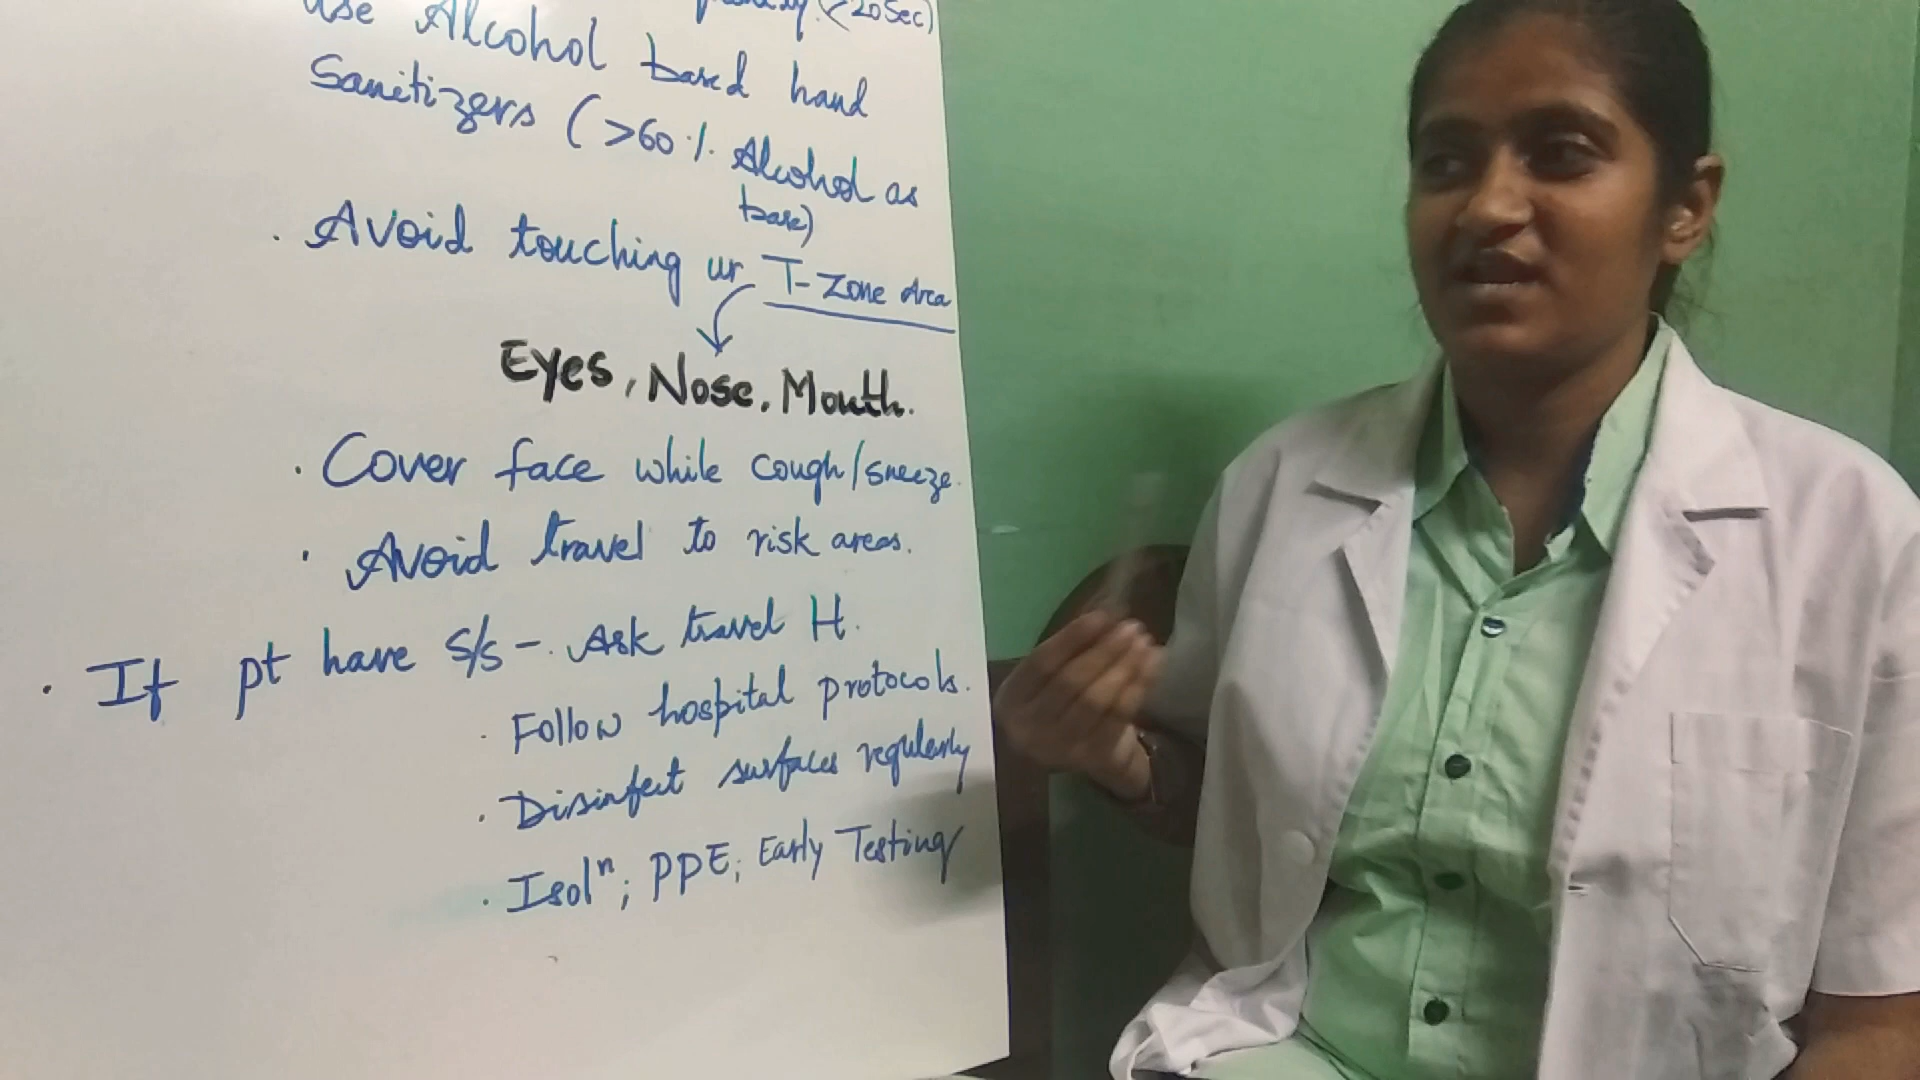 use Alcohol based hand
(<20 Sec)
Sanitizers (>60 % Alcohol as
base)
. Avoid touching ur T-Zone Area
Eyes, Nose, Mouth.
. Cover face while cough/sneeze.
. Avoid travel to risk areas.
. If pt have s/s -. Ask travel H.
. Follow hospital protocols.
. Disinfect surfaces regularly
. Isolⁿ; PPE; Early Testing